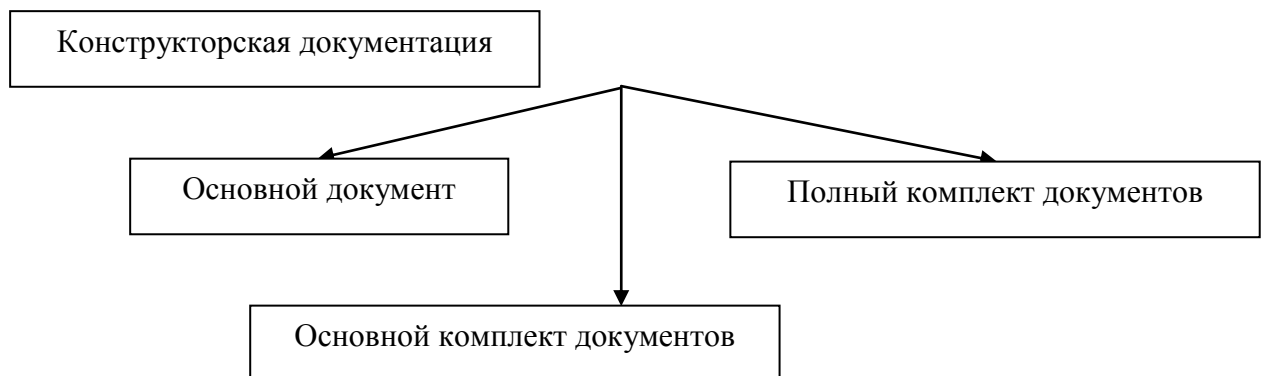 Конструкторская документация
Основной документ
Полный комплект документов
Основной комплект документов